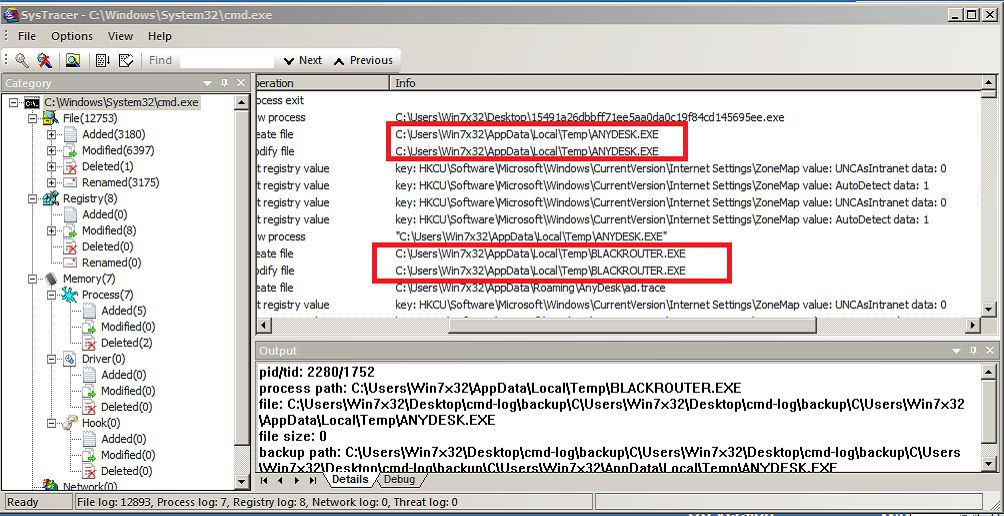 SysTracer - C:\Windows\System32\cmd.exe
File Options View Help
Find Next Previous
Category
C:\Windows\System32\cmd.exe
File(12753)
Added(3180)
Modified(6397)
Deleted(1)
Renamed(3175)
Registry(8)
Added(0)
Modified(8)
Deleted(0)
Renamed(0)
Memory(7)
Process(7)
Added(5)
Modified(0)
Deleted(2)
Driver(0)
Added(0)
Modified(0)
Deleted(0)
Hook(0)
Added(0)
Modified(0)
Deleted(0)
Network(0)
peration Info
ocess exit
w process C:\Users\Win7x32\Desktop\15491a26dbbff71ee5aa0da0c19f84cd145695ee.exe
eate file C:\Users\Win7x32\AppData\Local\Temp\ANYDESK.EXE
dify file C:\Users\Win7x32\AppData\Local\Temp\ANYDESK.EXE
t registry value key: HKCU\Software\Microsoft\Windows\CurrentVersion\Internet Settings\ZoneMap value: UNCAsIntranet data: 0
t registry value key: HKCU\Software\Microsoft\Windows\CurrentVersion\Internet Settings\ZoneMap value: AutoDetect data: 1
t registry value key: HKCU\Software\Microsoft\Windows\CurrentVersion\Internet Settings\ZoneMap value: UNCAsIntranet data: 0
t registry value key: HKCU\Software\Microsoft\Windows\CurrentVersion\Internet Settings\ZoneMap value: AutoDetect data: 1
w process "C:\Users\Win7x32\AppData\Local\Temp\ANYDESK.EXE"
eate file C:\Users\Win7x32\AppData\Local\Temp\BLACKROUTER.EXE
dify file C:\Users\Win7x32\AppData\Local\Temp\BLACKROUTER.EXE
eate file C:\Users\Win7x32\AppData\Roaming\AnyDesk\ad.trace
t registry value key: HKCU\Software\Microsoft\Windows\CurrentVersion\Internet Settings\ZoneMap value: UNCAsIntranet data: 0
Output
pid/tid: 2280/1752
process path: C:\Users\Win7x32\AppData\Local\Temp\BLACKROUTER.EXE
file: C:\Users\Win7x32\Desktop\cmd-log\backup\C\Users\Win7x32\Desktop\cmd-log\backup\C\Users\Win7x32
\AppData\Local\Temp\ANYDESK.EXE
file size: 0
backup path: C:\Users\Win7x32\Desktop\cmd-log\backup\C\Users\Win7x32\Desktop\cmd-log\backup\C\Users
\Win7x32\Desktop\cmd-log\backup\C\Users\Win7x32\AppData\Local\Temp\ANYDESK.EXE
Details Debug
Ready File log: 12893, Process log: 7, Registry log: 8, Network log: 0, Threat log: 0